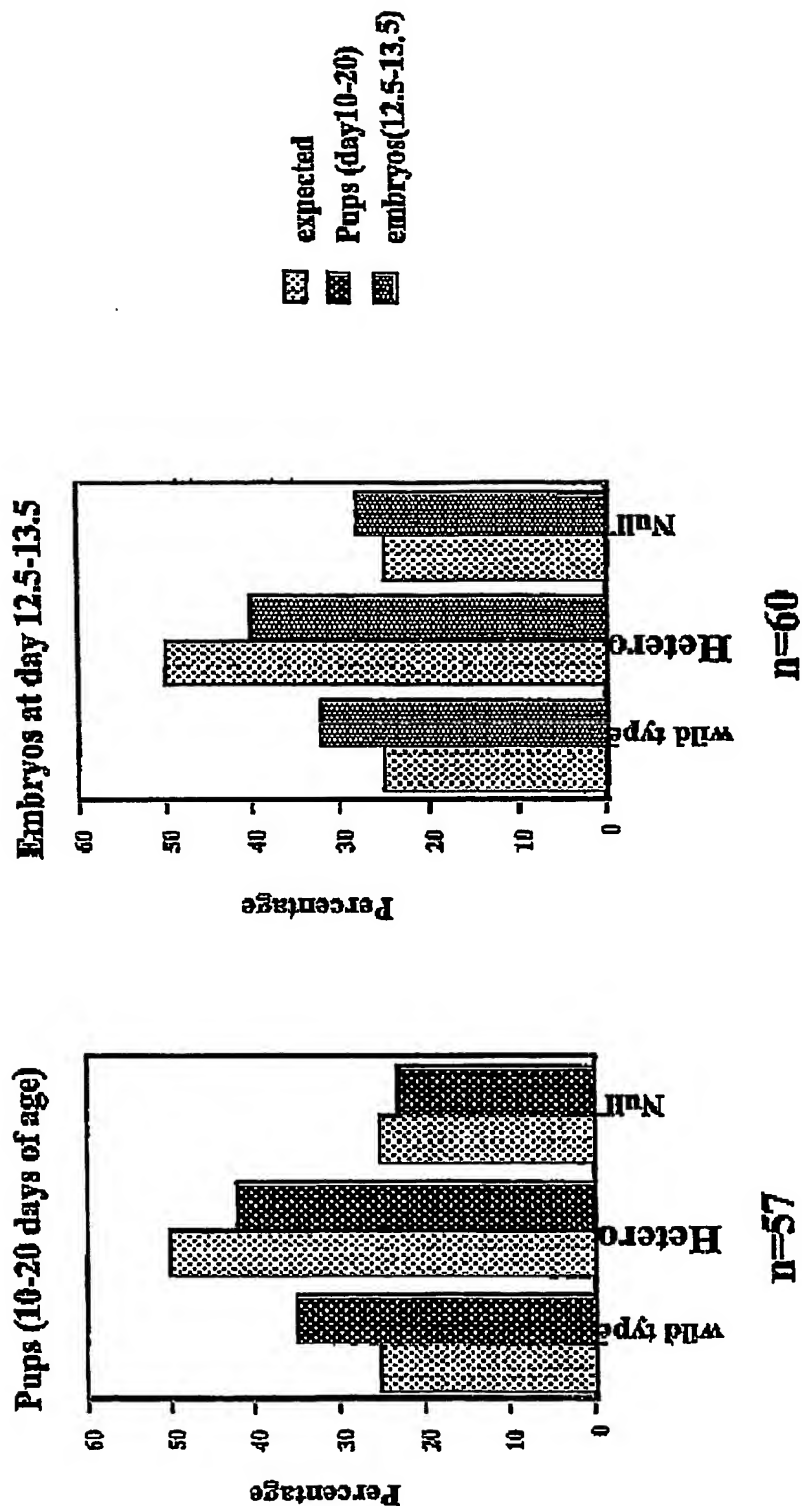 Pups (10-20 days of age)
Percentage
60
50
40
30
20
10
0
wild type
Hetero
Null
n=57
Embryos at day 12.5-13.5
Percentage
60
50
40
30
20
10
0
wild type
Hetero
Null
n=60
expected
Pups (day10-20)
embryos(12.5-13.5)